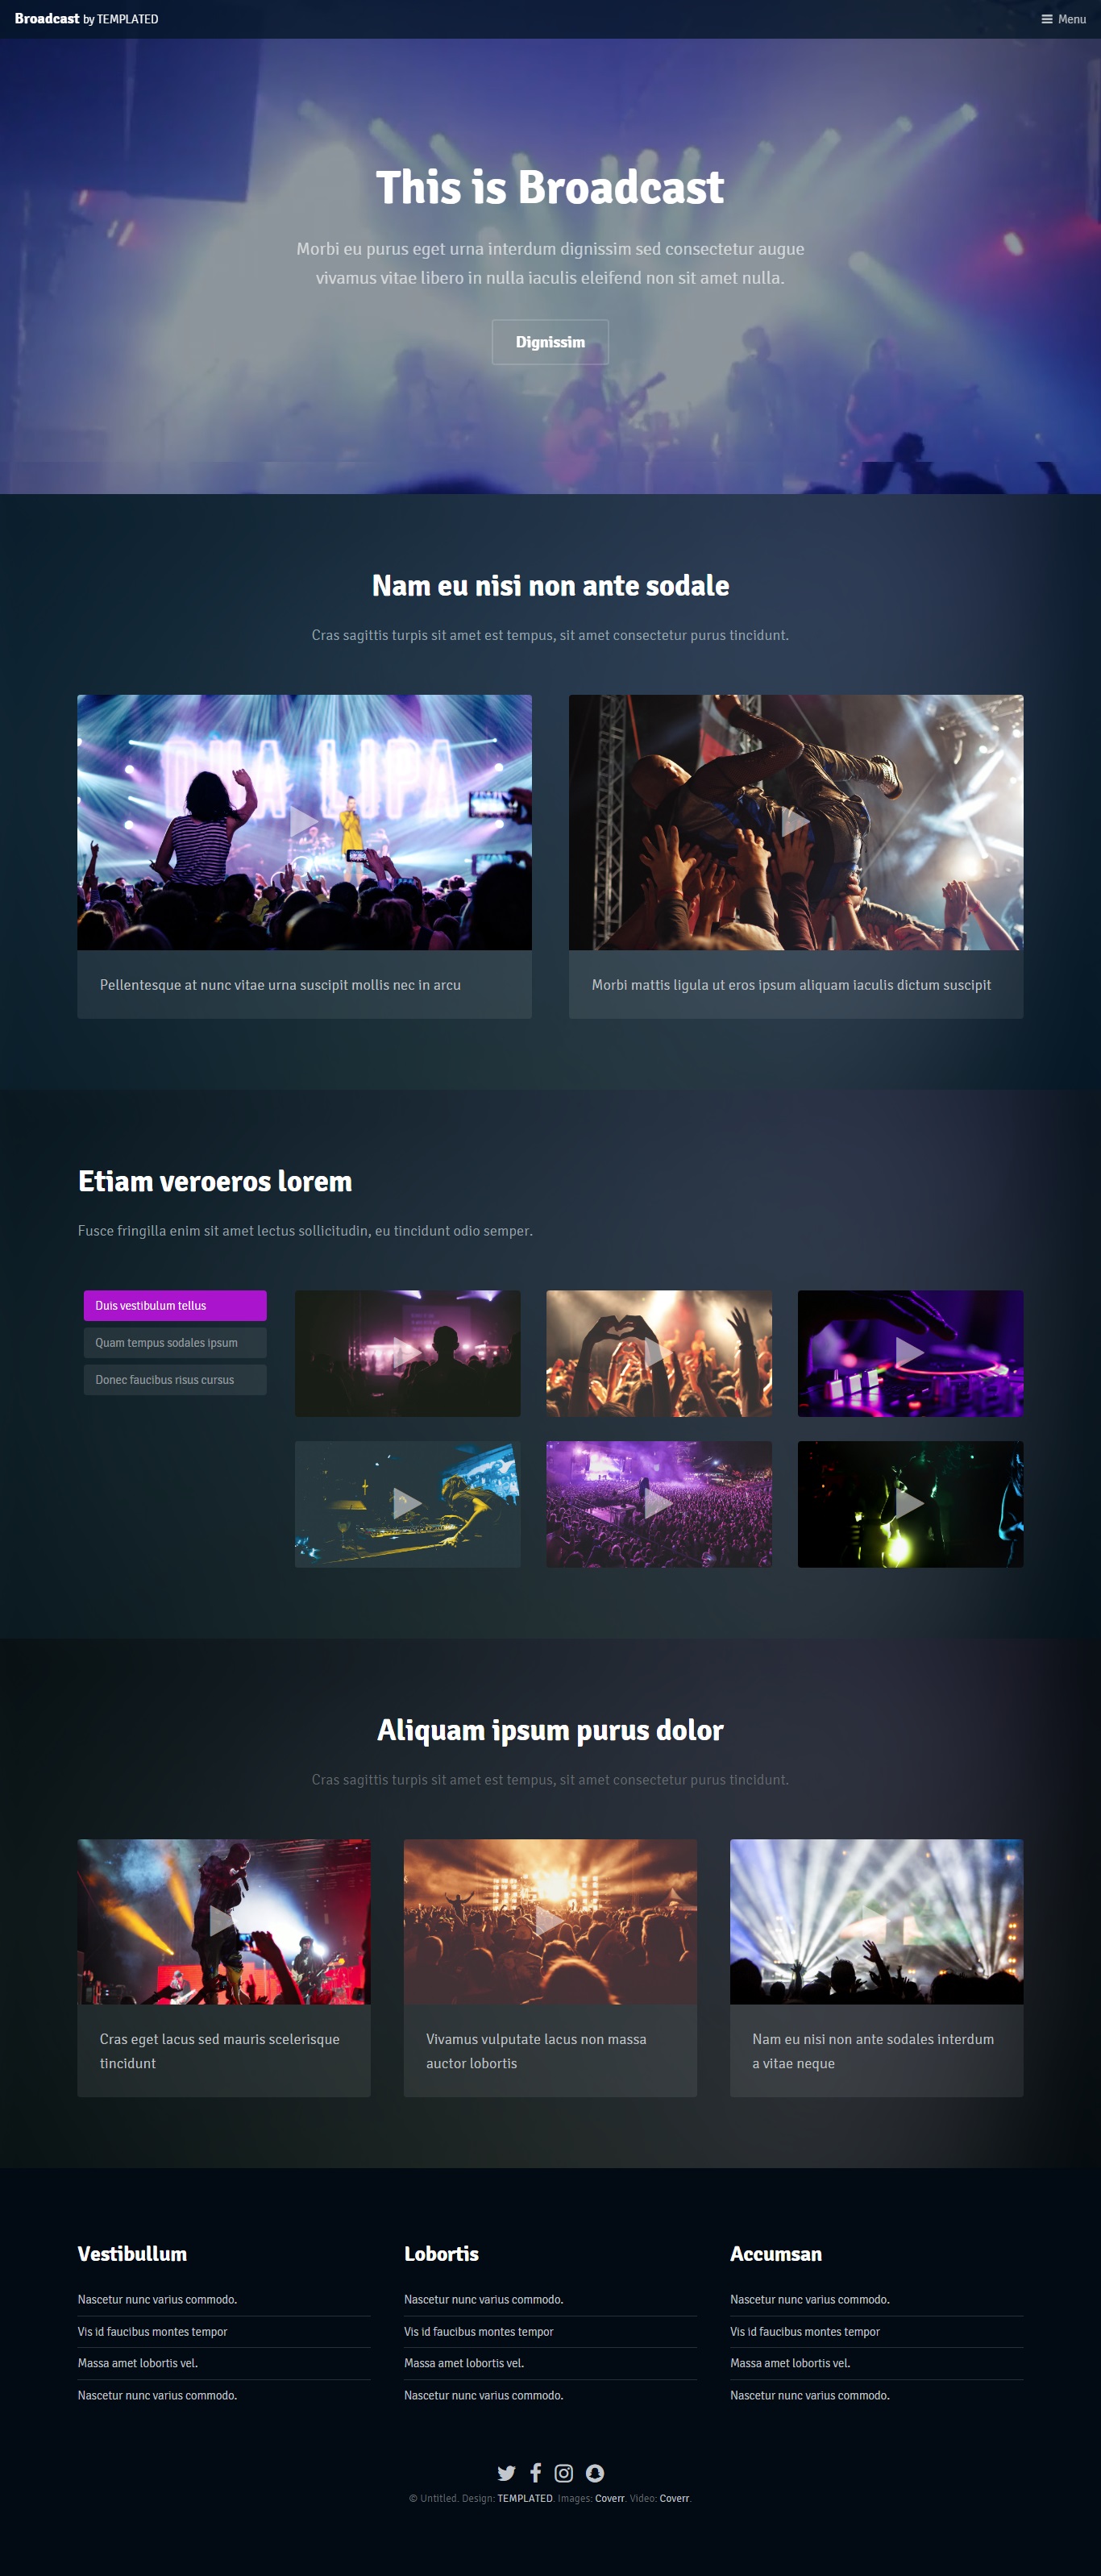 Broadcast by TEMPLATED
Menu
This is Broadcast
Morbi eu purus eget urna interdum dignissim sed consectetur augue
vivamus vitae libero in nulla iaculis eleifend non sit amet nulla.
Dignissim
Nam eu nisi non ante sodale
Cras sagittis turpis sit amet est tempus, sit amet consectetur purus tincidunt.
DUA LIPA
Pellentesque at nunc vitae urna suscipit mollis nec in arcu
Morbi mattis ligula ut eros ipsum aliquam iaculis dictum suscipit
Etiam veroeros lorem
Fusce fringilla enim sit amet lectus sollicitudin, eu tincidunt odio semper.
Duis vestibulum tellus
Quam tempus sodales ipsum
Donec faucibus risus cursus
Aliquam ipsum purus dolor
Cras sagittis turpis sit amet est tempus, sit amet consectetur purus tincidunt.
Cras eget lacus sed mauris scelerisque
tincidunt
Vivamus vulputate lacus non massa
auctor lobortis
Nam eu nisi non ante sodales interdum
a vitae neque
Vestibullum
Nascetur nunc varius commodo.
Vis id faucibus montes tempor
Massa amet lobortis vel.
Nascetur nunc varius commodo.
Lobortis
Nascetur nunc varius commodo.
Vis id faucibus montes tempor
Massa amet lobortis vel.
Nascetur nunc varius commodo.
Accumsan
Nascetur nunc varius commodo.
Vis id faucibus montes tempor
Massa amet lobortis vel.
Nascetur nunc varius commodo.
© Untitled. Design: TEMPLATED. Images: Coverr. Video: Coverr.